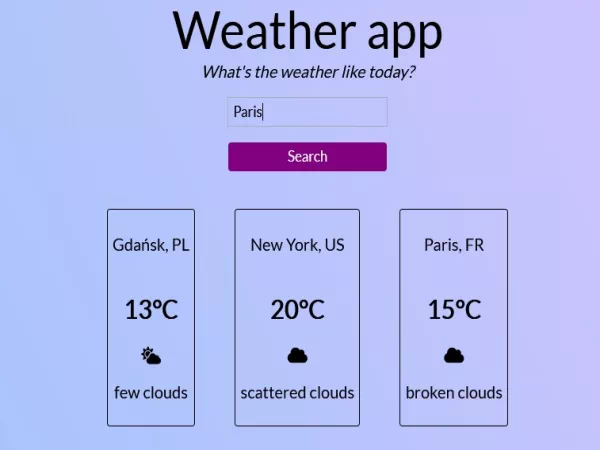 Weather app
What's the weather like today?
Paris
Search
Gdańsk, PL
13°C
few clouds
New York, US
20°C
scattered clouds
Paris, FR
15°C
broken clouds